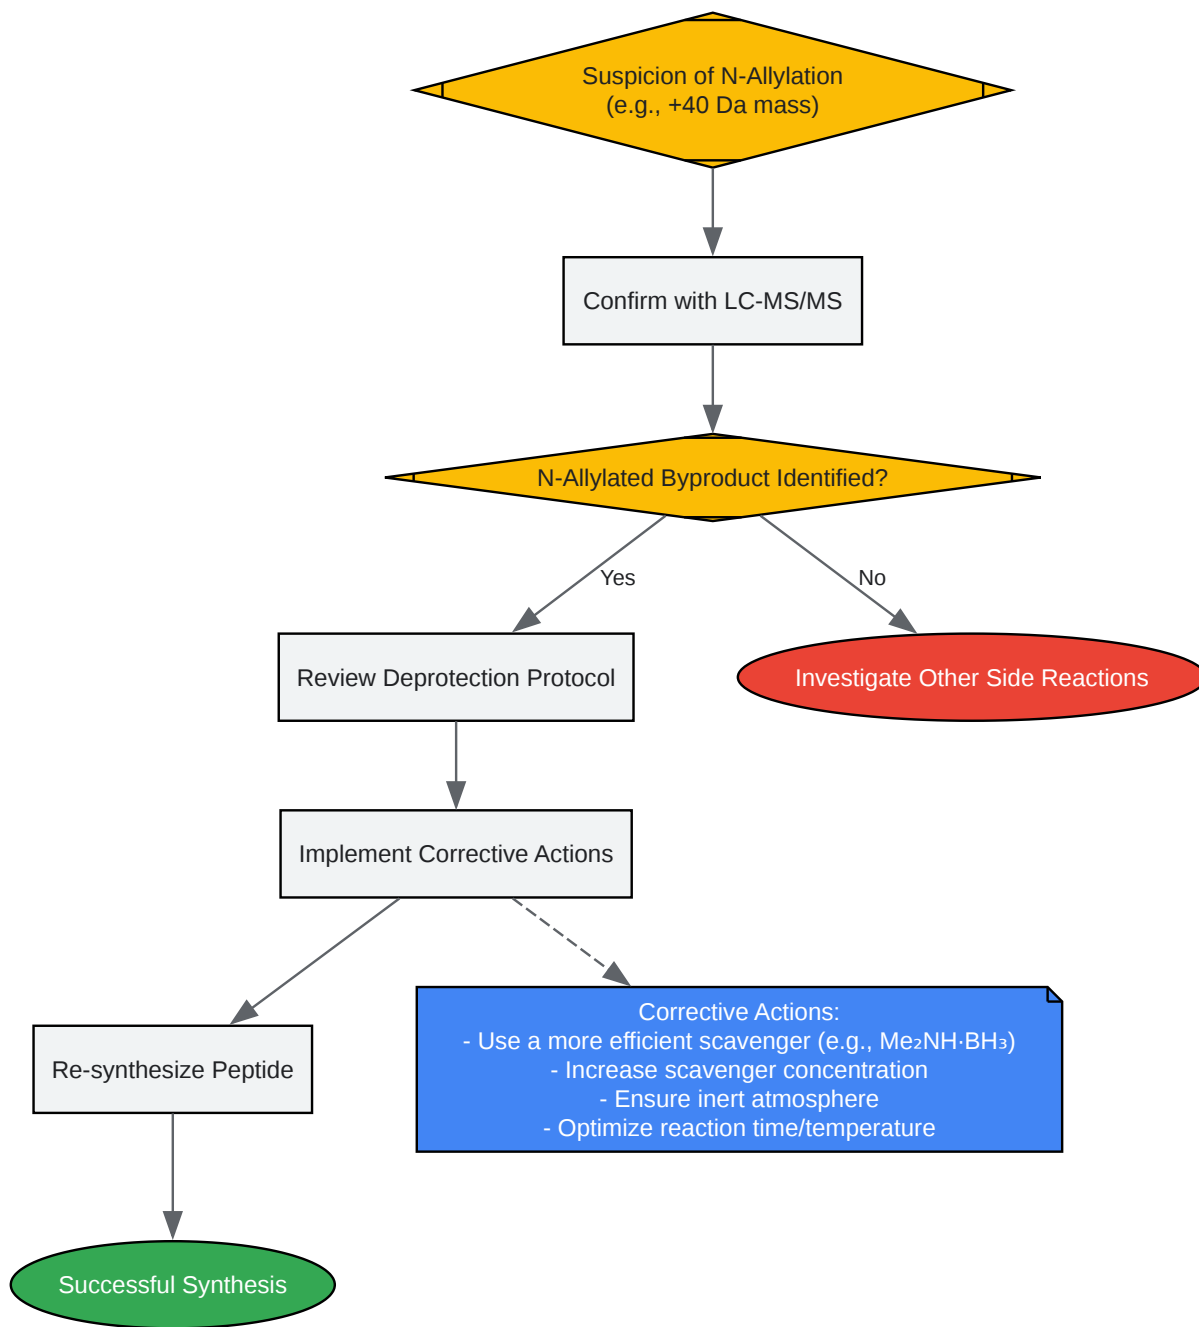 Suspicion of N-Allylation
(e.g., +40 Da mass)
Confirm with LC-MS/MS
N-Allylated Byproduct Identified?
Yes
No
Review Deprotection Protocol
Investigate Other Side Reactions
Implement Corrective Actions
Re-synthesize Peptide
Corrective Actions:
- Use a more efficient scavenger (e.g., Me₂NH·BH₃)
- Increase scavenger concentration
- Ensure inert atmosphere
- Optimize reaction time/temperature
Successful Synthesis